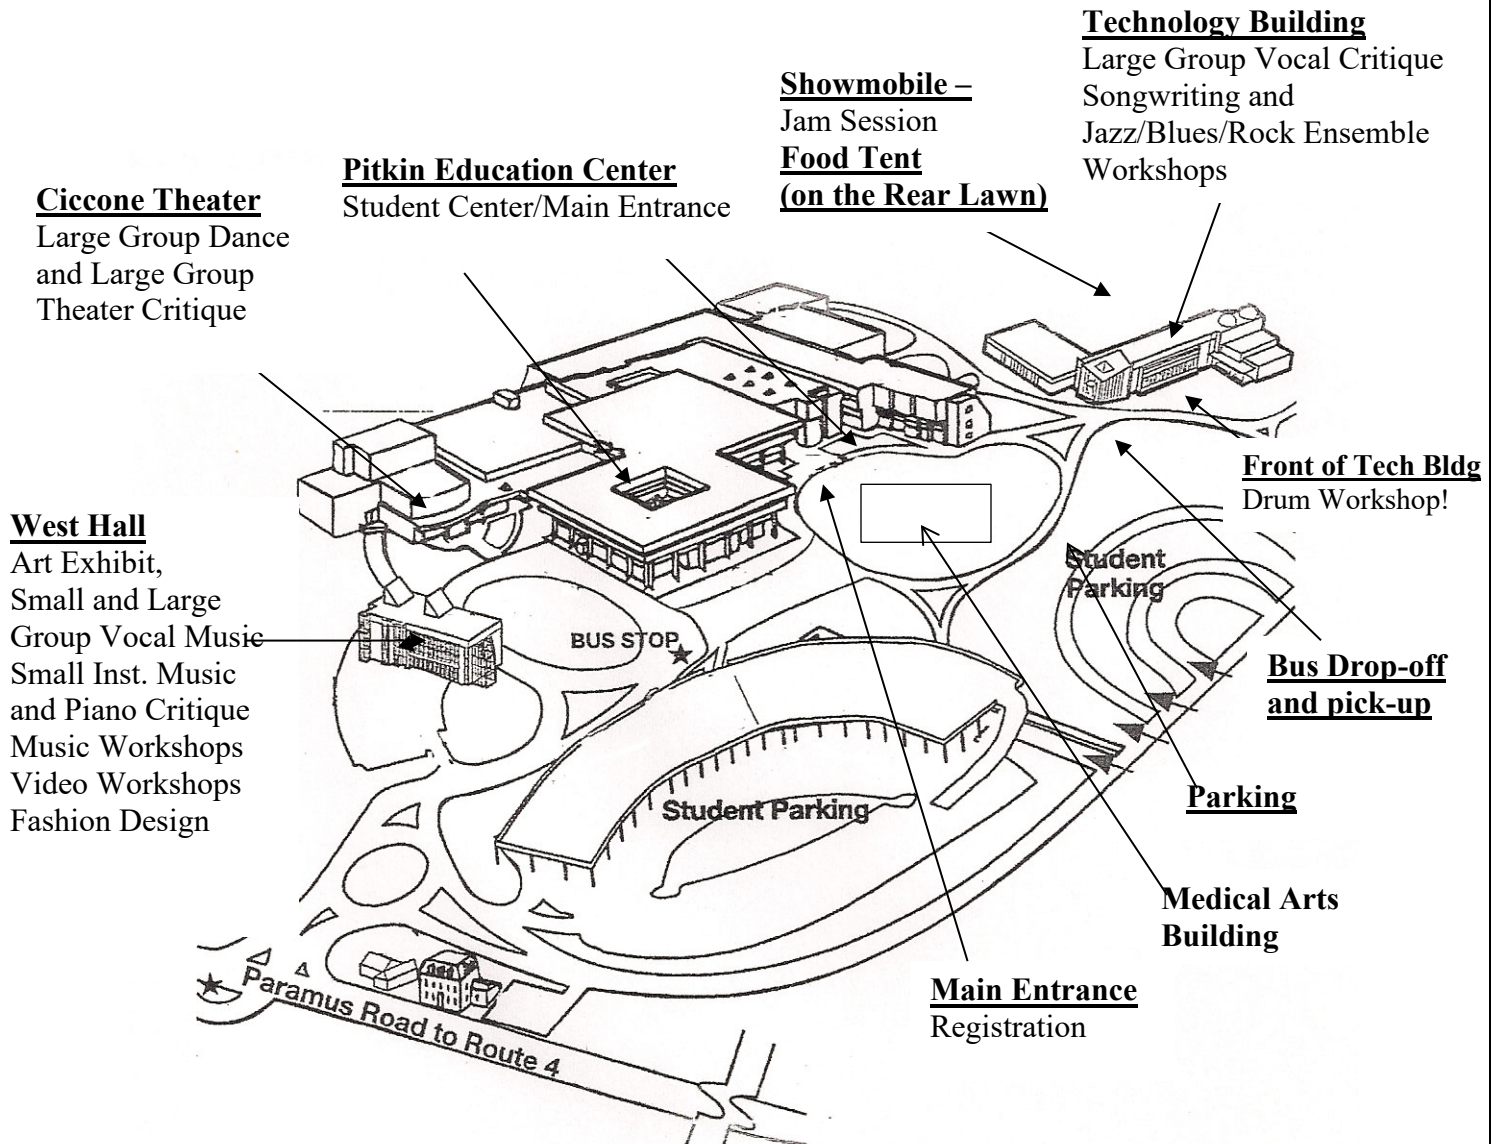 Technology Building
Large Group Vocal Critique
Songwriting and
Jazz/Blues/Rock Ensemble
Workshops
Showmobile –
Jam Session
Food Tent
(on the Rear Lawn)
Pitkin Education Center
Student Center/Main Entrance
Ciccone Theater
Large Group Dance
and Large Group
Theater Critique
Front of Tech Bldg
Drum Workshop!
West Hall
Art Exhibit,
Small and Large
Group Vocal Music
Small Inst. Music
and Piano Critique
Music Workshops
Video Workshops
Fashion Design
Student
Parking
BUS STOP
Bus Drop-off
and pick-up
Parking
Student Parking
Medical Arts
Building
Main Entrance
Registration
Paramus Road to Route 4